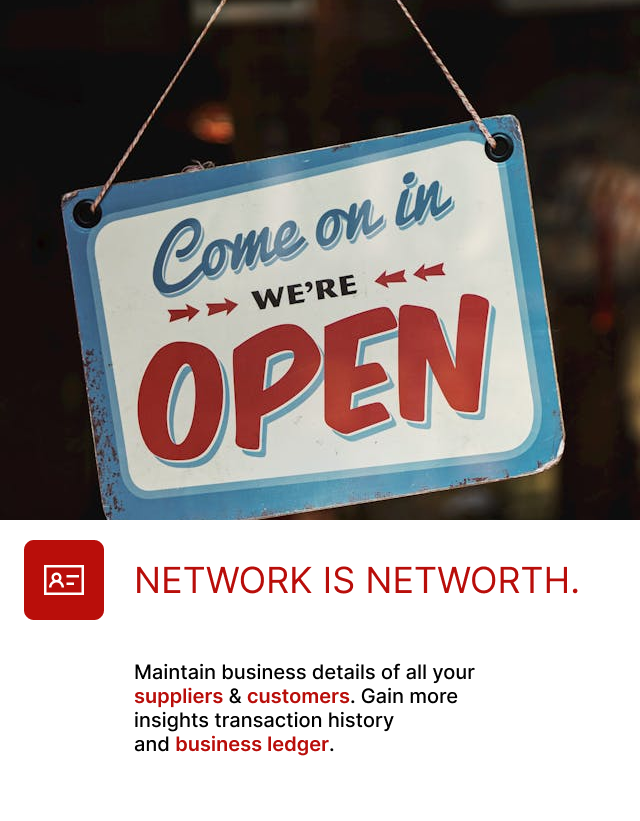 Come on in
WE'RE
OPEN
NETWORK IS NETWORTH.
Maintain business details of all your
suppliers & customers. Gain more
insights transaction history
and business ledger.